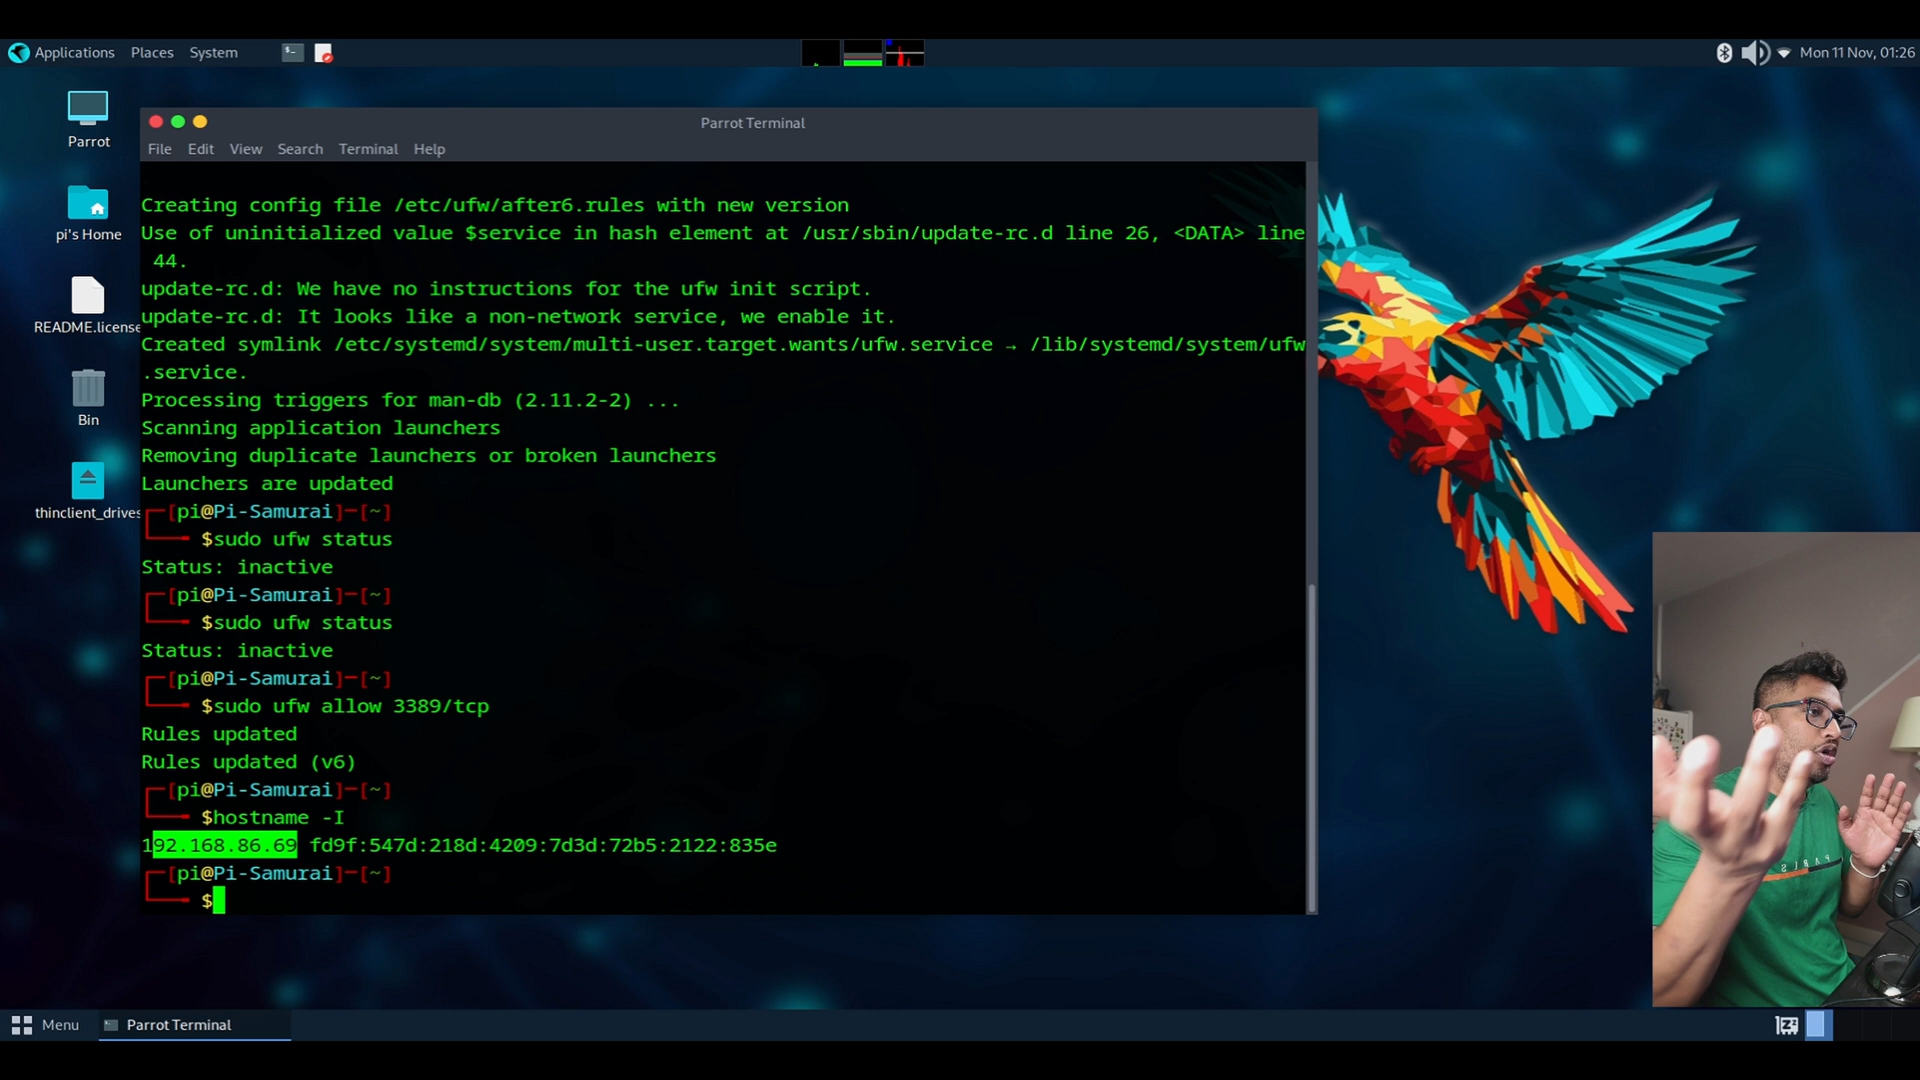 Applications Places System
Mon 11 Nov, 01:26
Parrot
pi's Home
README.license
Bin
thinclient_drives
Parrot Terminal
File Edit View Search Terminal Help
Creating config file /etc/ufw/after6.rules with new version
Use of uninitialized value $service in hash element at /usr/sbin/update-rc.d line 26, <DATA> line
44.
update-rc.d: We have no instructions for the ufw init script.
update-rc.d: It looks like a non-network service, we enable it.
Created symlink /etc/systemd/system/multi-user.target.wants/ufw.service → /lib/systemd/system/ufw
.service.
Processing triggers for man-db (2.11.2-2) ...
Scanning application launchers
Removing duplicate launchers or broken launchers
Launchers are updated
┌─[pi@Pi-Samurai]─[~]
└──╼ $sudo ufw status
Status: inactive
┌─[pi@Pi-Samurai]─[~]
└──╼ $sudo ufw status
Status: inactive
┌─[pi@Pi-Samurai]─[~]
└──╼ $sudo ufw allow 3389/tcp
Rules updated
Rules updated (v6)
┌─[pi@Pi-Samurai]─[~]
└──╼ $hostname -I
192.168.86.69 fd9f:547d:218d:4209:7d3d:72b5:2122:835e
┌─[pi@Pi-Samurai]─[~]
└──╼ $
Menu Parrot Terminal